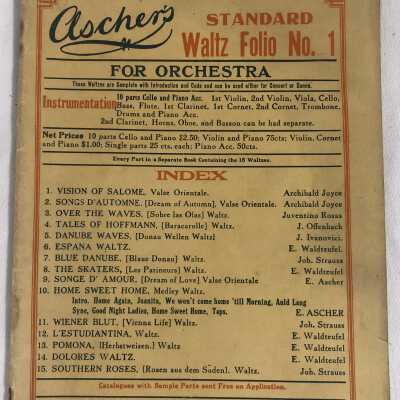 Ascher's STANDARD
Waltz Folio No. 1
FOR ORCHESTRA
These Waltzes are Complete with Introduction and Coda and can be used either for Concert or Dance.
Instrumentation 10 parts Cello and Piano Acc. 1st Violin, 2nd Violin, Viola, Cello,
Bass, Flute, 1st Clarinet, 1st Cornet, 2nd Cornet, Trombone,
Drums and Piano Acc.
2nd Clarinet, Horns, Oboe, and Basson can be had separate.
Net Prices 10 parts Cello and Piano $2.50; Violin and Piano 75cts; Violin, Cornet
and Piano $1.00; Single parts 25 cts. each; Piano Acc. 50cts.
Every Part in a Separate Book Containing the 15 Waltzes.
INDEX
1. VISION OF SALOME, Valse Orientale. Archibald Joyce
2. SONGS D'AUTOMNE. [Dream of Autumn], Valse Orientale. Archibald Joyce
3. OVER THE WAVES, [Sobre las Olas] Waltz. Juventino Rosas
4. TALES OF HOFFMANN, [Baracarolle] Waltz. J. Offenbach
5. DANUBE WAVES, [Donau Wellen Waltz] J. Ivanovici.
6. ESPANA WALTZ. E. Waldteufel
7. BLUE DANUBE, [Blaue Donau] Waltz. Joh. Strauss
8. THE SKATERS, [Les Patineurs] Waltz. E. Waldteufel
9. SONGE D' AMOUR, [Dream of Love] Valse Orientale E. Ascher
10. HOME SWEET HOME, Medley Waltz.
Intro. Home Again, Juanita, We won't come home 'till Morning, Auld Lang
Syne, Good Night Ladies, Home Sweet Home, Taps. E. ASCHER
11. WIENER BLUT, [Vienna Life] Waltz. Joh. Strauss
12. L'ESTUDIANTINA, Waltz. E. Waldteufel
13. POMONA, [Herbstweisen.] Waltz E. Waldteufel
14. DOLORES WALTZ. E. Waldteufel
15. SOUTHERN ROSES, [Rosen aus dem Süden]. Waltz. Joh. Strauss
Catalogues with Sample Parts sent Free on Application.